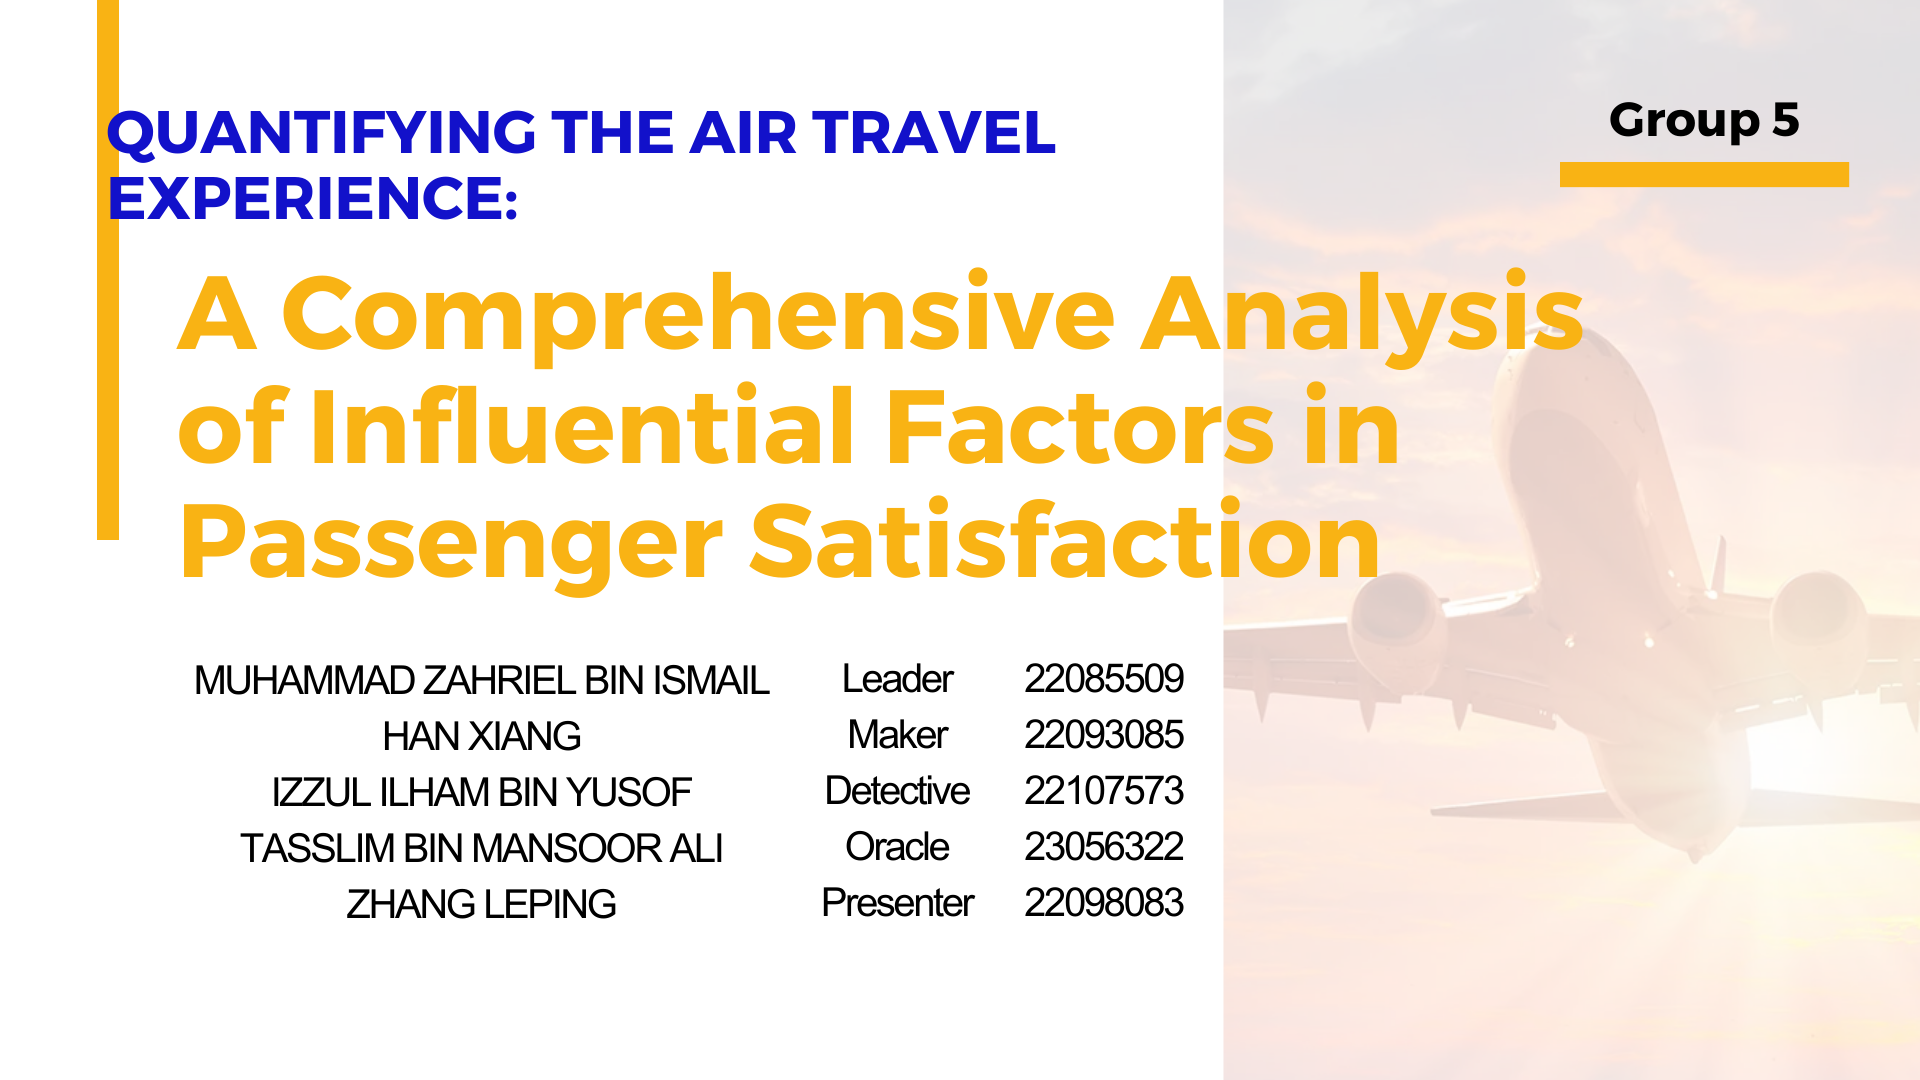 Group 5
QUANTIFYING THE AIR TRAVEL
EXPERIENCE:
A Comprehensive Analysis
of Influential Factors in
Passenger Satisfaction
MUHAMMAD ZAHRIEL BIN ISMAIL Leader 22085509
HAN XIANG Maker 22093085
IZZUL ILHAM BIN YUSOF Detective 22107573
TASSLIM BIN MANSOOR ALI Oracle 23056322
ZHANG LEPING Presenter 22098083